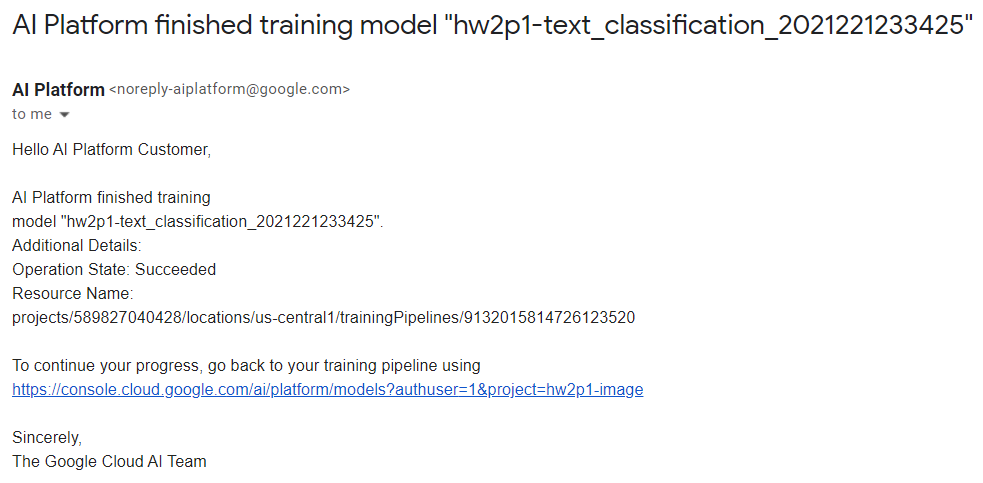 AI Platform finished training model "hw2p1-text_classification_2021221233425"
AI Platform <noreply-aiplatform@google.com>
to me
Hello AI Platform Customer,
AI Platform finished training
model "hw2p1-text_classification_2021221233425".
Additional Details:
Operation State: Succeeded
Resource Name:
projects/589827040428/locations/us-central1/trainingPipelines/9132015814726123520
To continue your progress, go back to your training pipeline using
https://console.cloud.google.com/ai/platform/models?authuser=1&project=hw2p1-image
Sincerely,
The Google Cloud AI Team